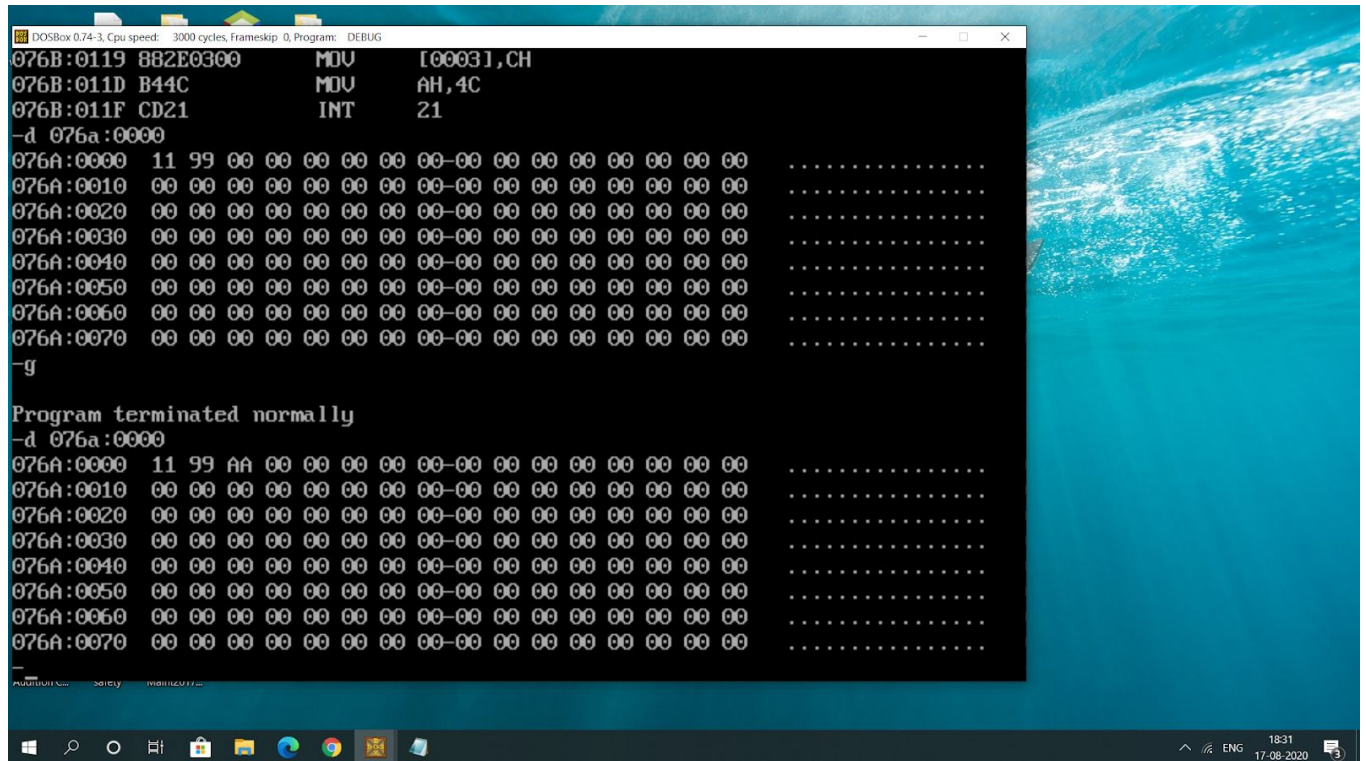 DOSBox 0.74-3, Cpu speed: 3000 cycles, Frameskip 0, Program: DEBUG
076B:0119 882E0300 MOV [0003],CH
076B:011D B44C MOV AH,4C
076B:011F CD21 INT 21
-d 076a:0000
076A:0000 11 99 00 00 00 00 00 00-00 00 00 00 00 00 00 00 ................
076A:0010 00 00 00 00 00 00 00 00-00 00 00 00 00 00 00 00 ................
076A:0020 00 00 00 00 00 00 00 00-00 00 00 00 00 00 00 00 ................
076A:0030 00 00 00 00 00 00 00 00-00 00 00 00 00 00 00 00 ................
076A:0040 00 00 00 00 00 00 00 00-00 00 00 00 00 00 00 00 ................
076A:0050 00 00 00 00 00 00 00 00-00 00 00 00 00 00 00 00 ................
076A:0060 00 00 00 00 00 00 00 00-00 00 00 00 00 00 00 00 ................
076A:0070 00 00 00 00 00 00 00 00-00 00 00 00 00 00 00 00 ................
-g
Program terminated normally
-d 076a:0000
076A:0000 11 99 AA 00 00 00 00 00-00 00 00 00 00 00 00 00 ................
076A:0010 00 00 00 00 00 00 00 00-00 00 00 00 00 00 00 00 ................
076A:0020 00 00 00 00 00 00 00 00-00 00 00 00 00 00 00 00 ................
076A:0030 00 00 00 00 00 00 00 00-00 00 00 00 00 00 00 00 ................
076A:0040 00 00 00 00 00 00 00 00-00 00 00 00 00 00 00 00 ................
076A:0050 00 00 00 00 00 00 00 00-00 00 00 00 00 00 00 00 ................
076A:0060 00 00 00 00 00 00 00 00-00 00 00 00 00 00 00 00 ................
076A:0070 00 00 00 00 00 00 00 00-00 00 00 00 00 00 00 00 ................
-_
Addition C... safety Maint2017...
ENG
18:31
17-08-2020
3